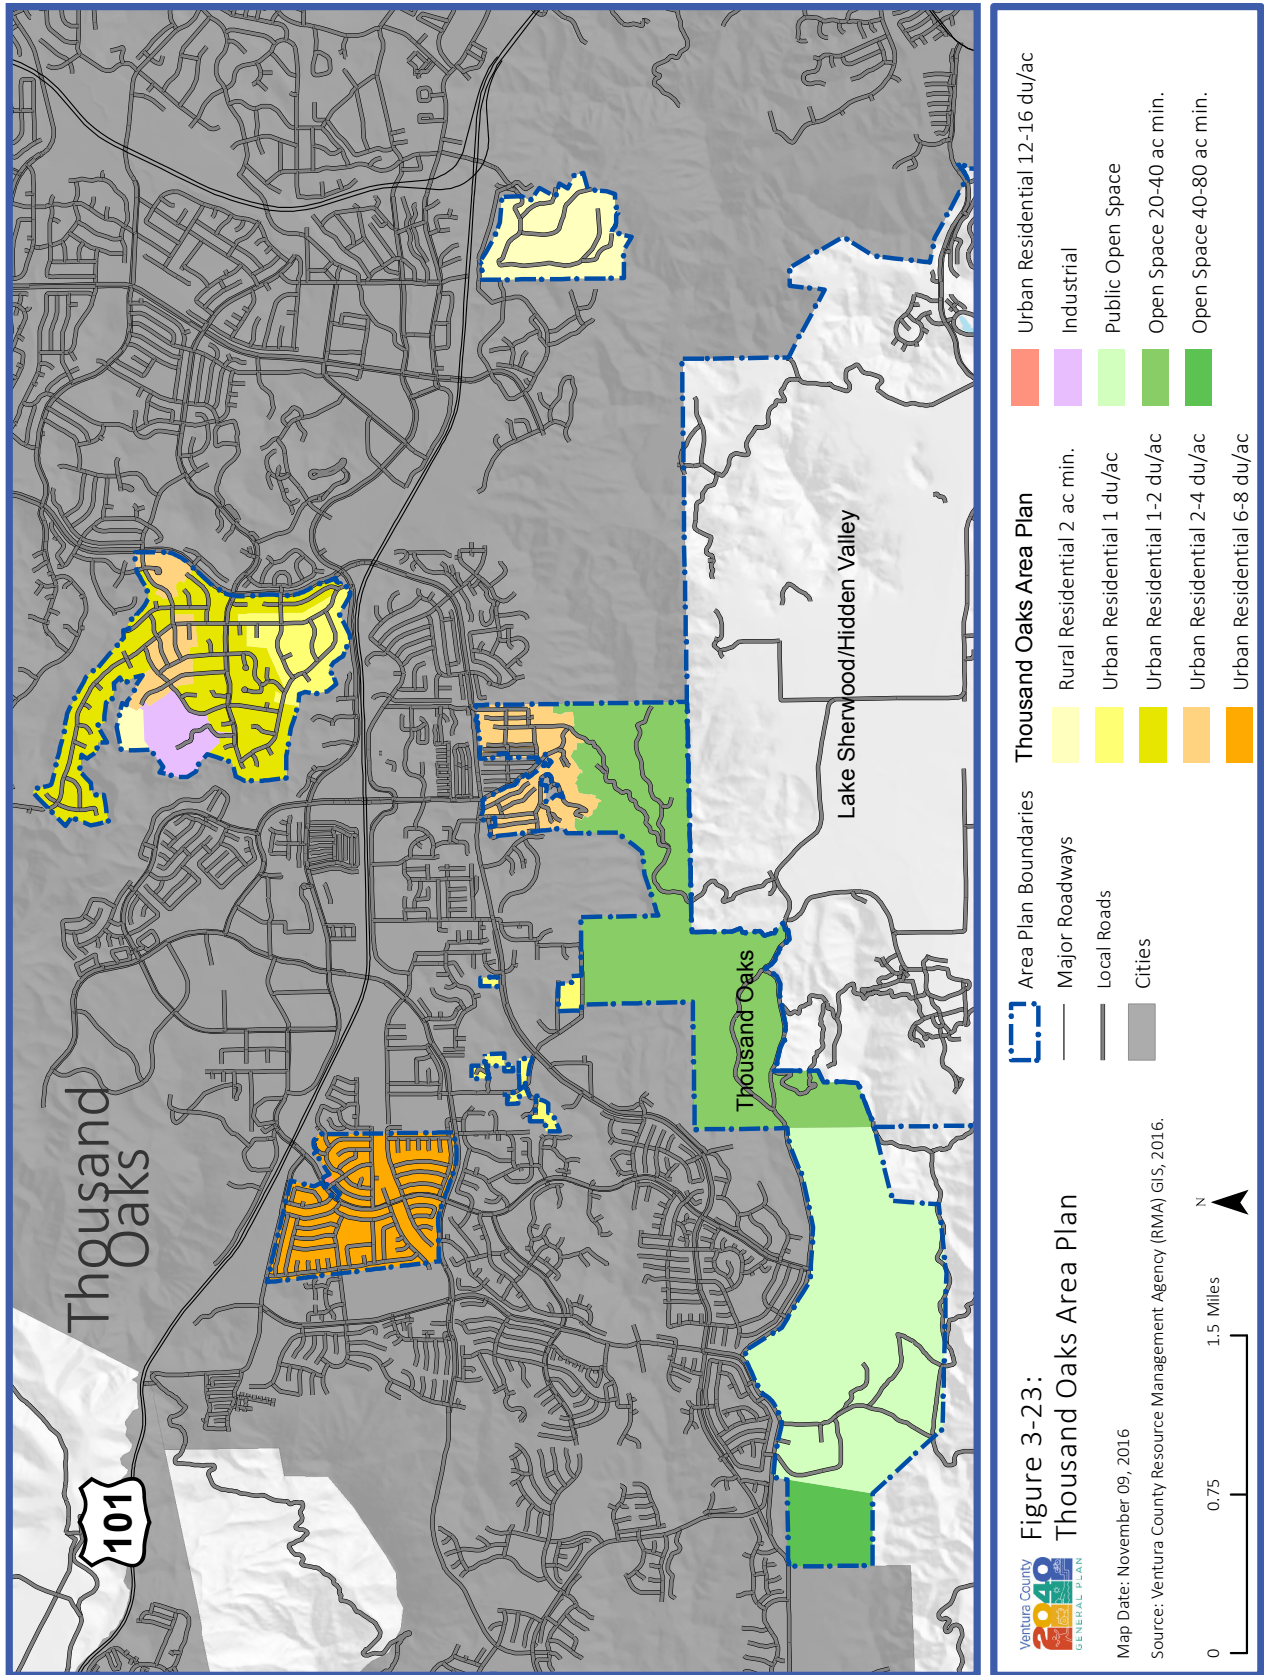 Thousand
Oaks
101
Thousand Oaks
Lake Sherwood/Hidden Valley
Ventura County
2040
GENERAL PLAN
Figure 3-23:
Thousand Oaks Area Plan
Map Date: November 09, 2016
Source: Ventura County Resource Management Agency (RMA) GIS, 2016.
0
0.75
1.5 Miles
N
Area Plan Boundaries
Major Roadways
Local Roads
Cities
Thousand Oaks Area Plan
Rural Residential 2 ac min.
Urban Residential 1 du/ac
Urban Residential 1-2 du/ac
Urban Residential 2-4 du/ac
Urban Residential 6-8 du/ac
Urban Residential 12-16 du/ac
Industrial
Public Open Space
Open Space 20-40 ac min.
Open Space 40-80 ac min.